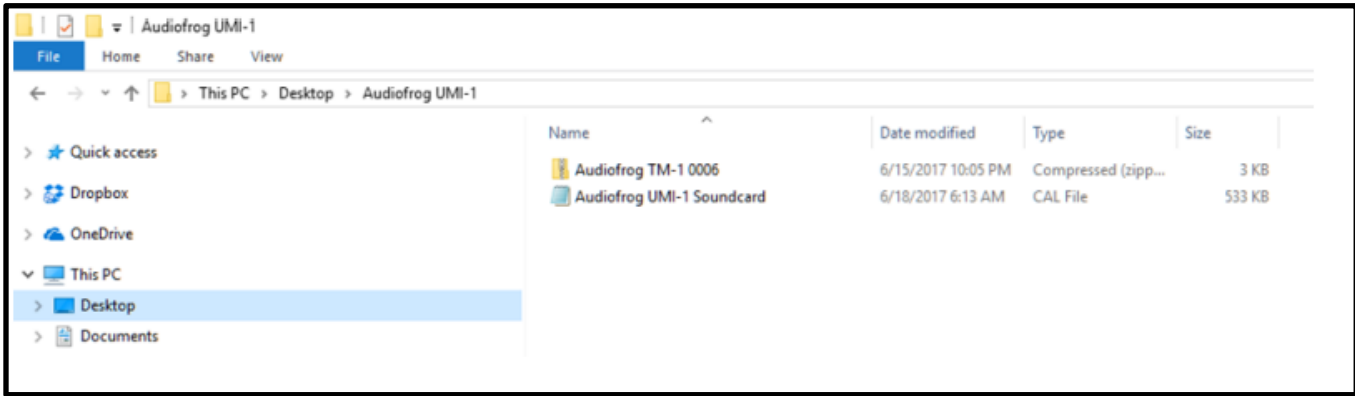 Audiofrog UMI-1
File Home Share View
This PC > Desktop > Audiofrog UMI-1
Name Date modified Type Size
Quick access
Audiofrog TM-1 0006 6/15/2017 10:05 PM Compressed (zipp... 3 KB
Dropbox
Audiofrog UMI-1 Soundcard 6/18/2017 6:13 AM CAL File 533 KB
OneDrive
This PC
Desktop
Documents